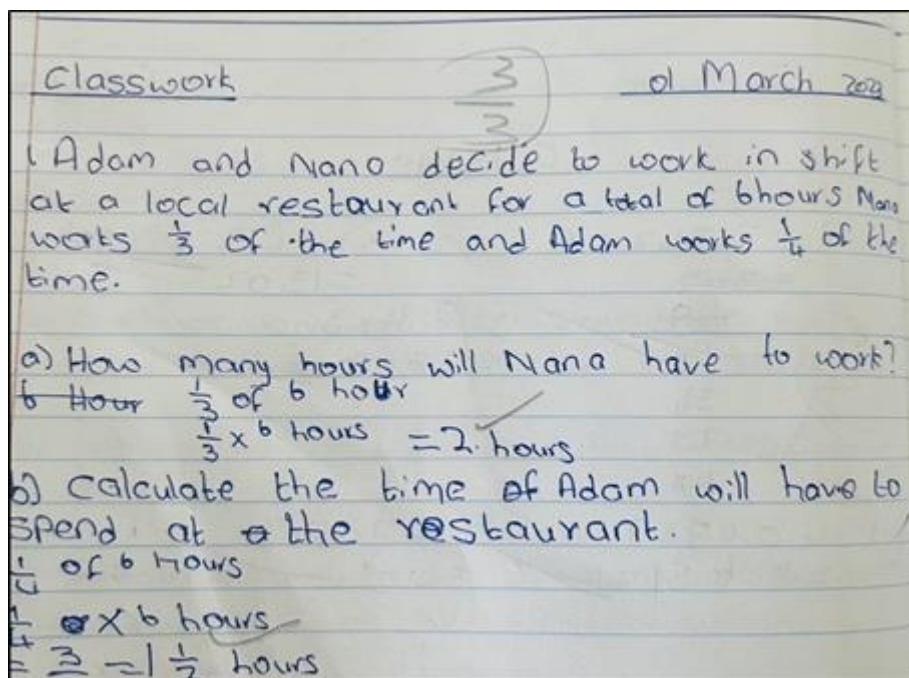 Classwork
3/3
01 March 2023
1 Adam and Nano decide to work in shift
at a local restaurant for a total of 6hours Nana
works 1/3 of the time and Adam works 1/4 of the
time.
a) How many hours will Nana have to work?
6 Hour 1/3 of 6 hour
1/3 x 6 hours = 2 hours
b) Calculate the time of Adam will have to
spend at the restaurant.
1/4 of 6 hours
1/4 x 6 hours
= 3/2 = 1 1/2 hours